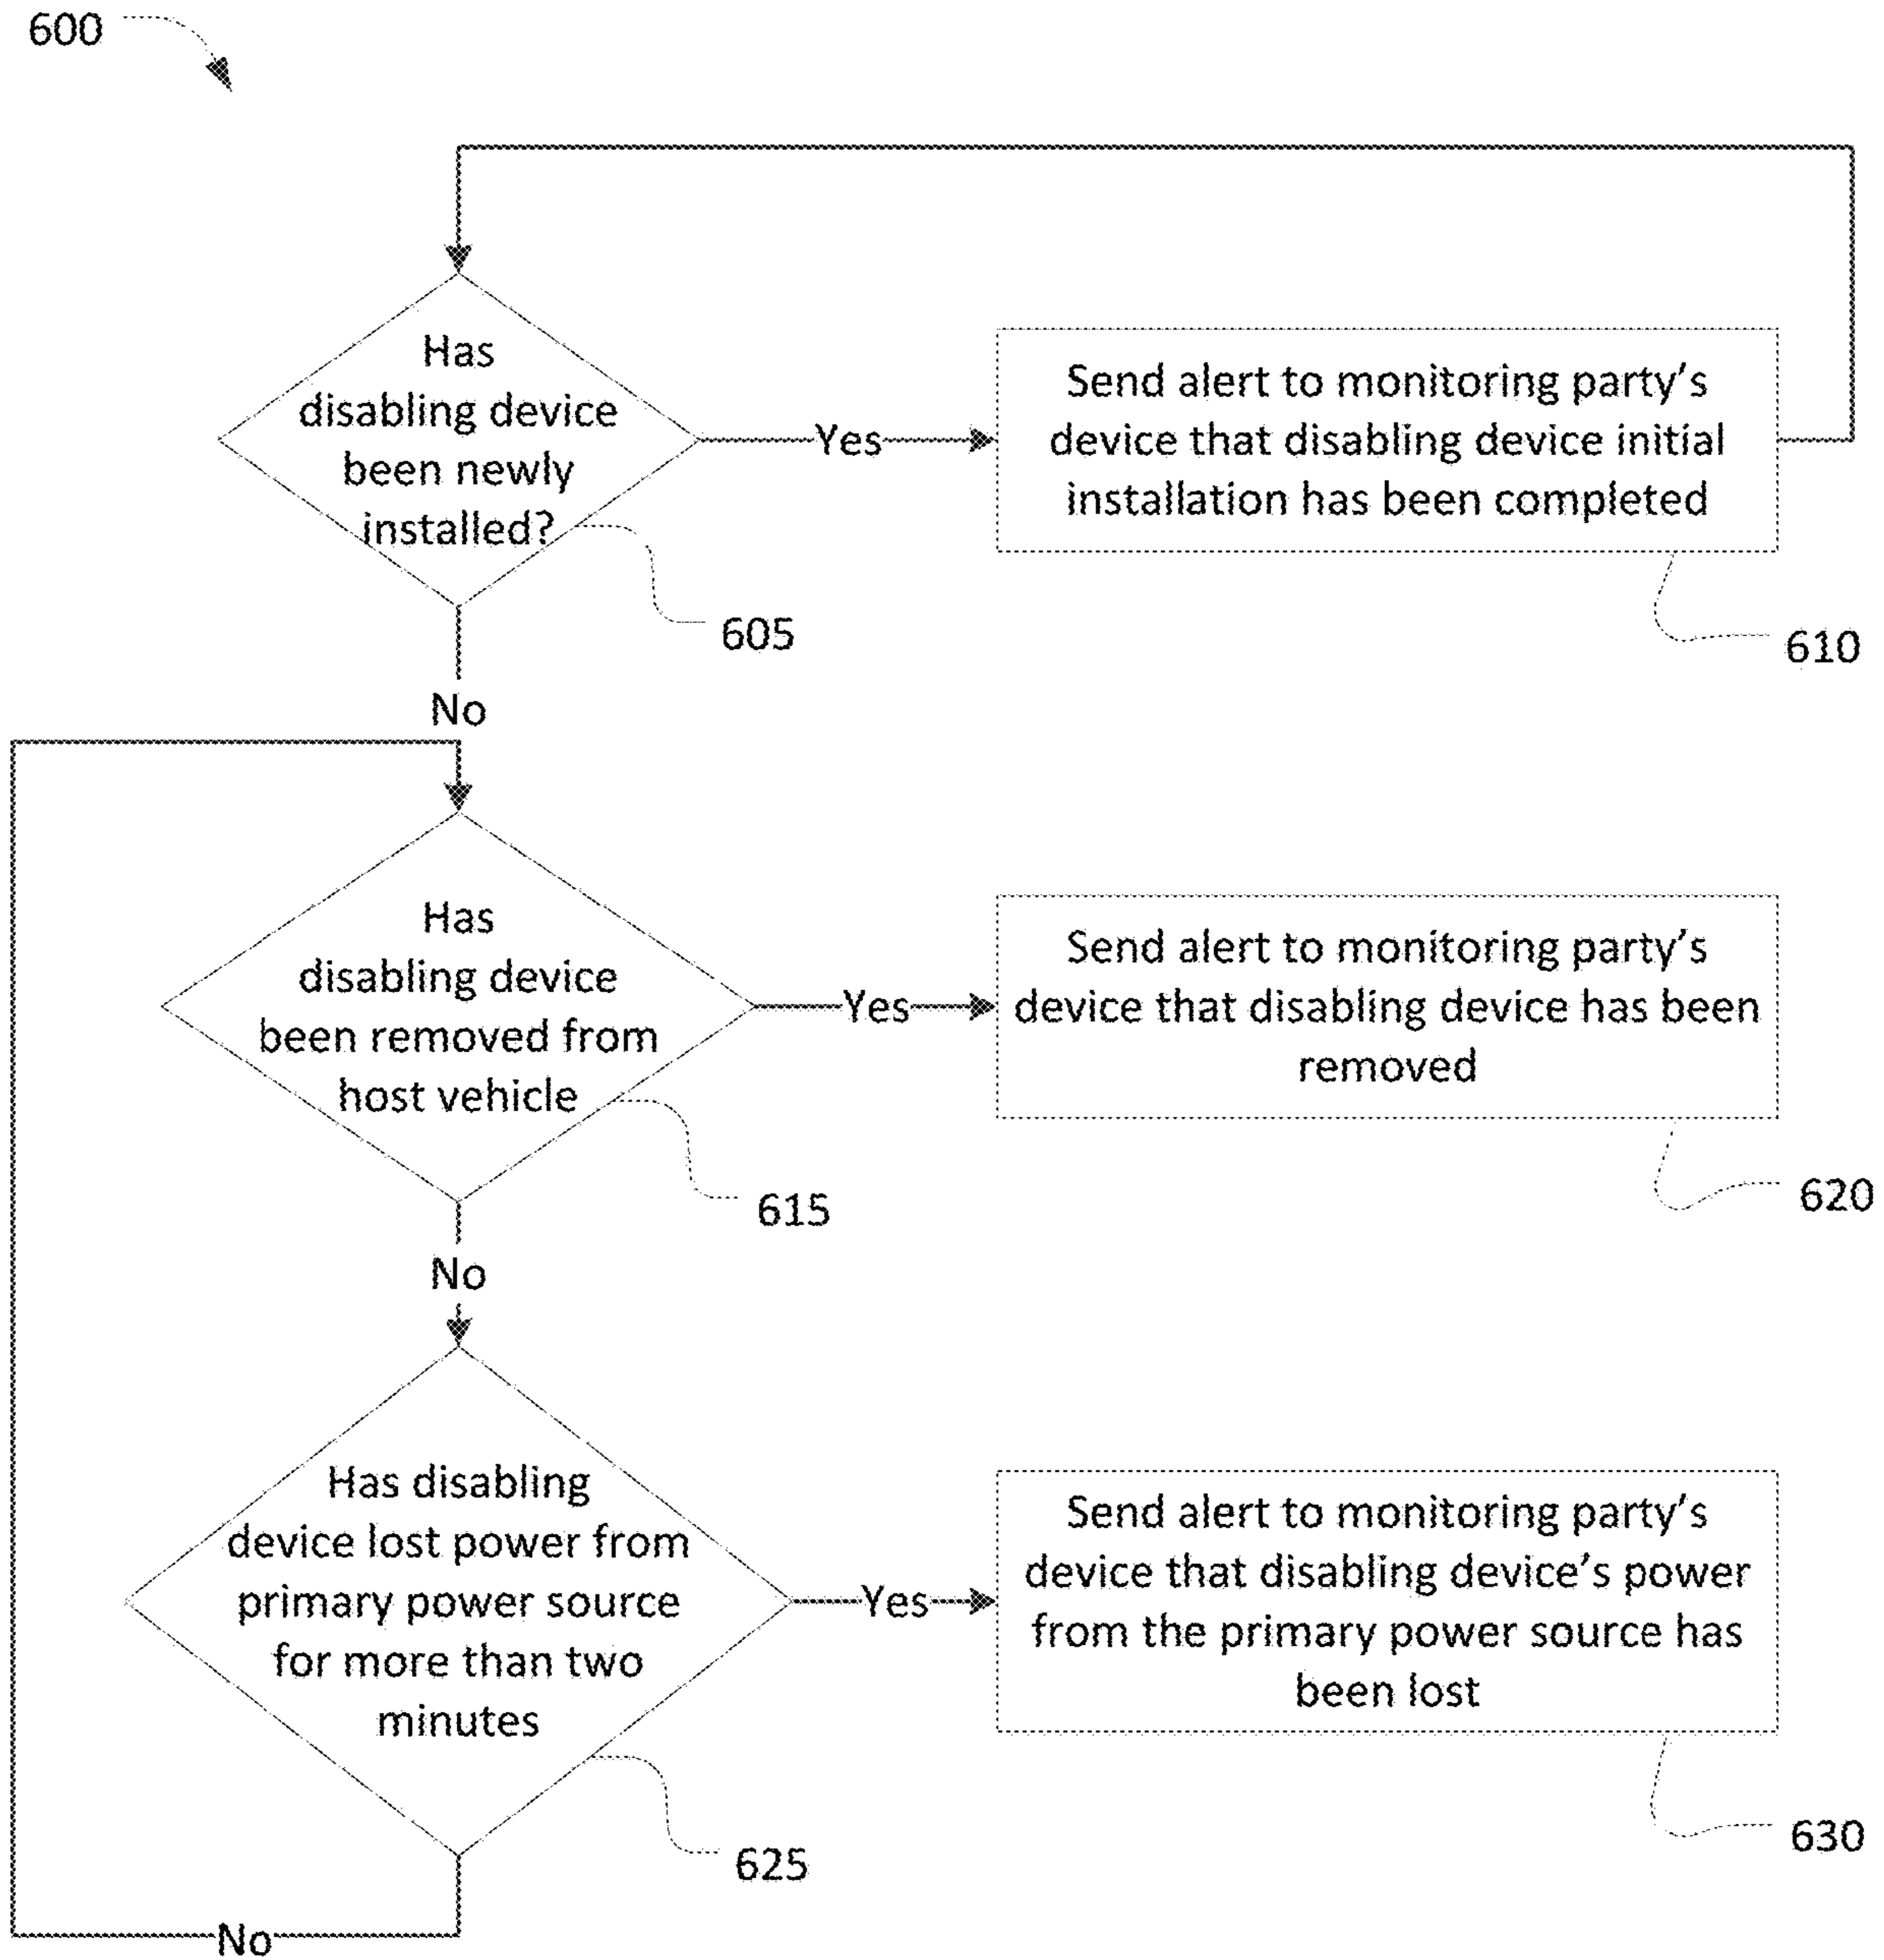 600
Has
disabling device
been newly
installed?
605
Yes
Send alert to monitoring party's
device that disabling device initial
installation has been completed
610
No
Has
disabling device
been removed from
host vehicle
615
Yes
Send alert to monitoring party's
device that disabling device has been
removed
620
No
Has disabling
device lost power from
primary power source
for more than two
minutes
625
Yes
Send alert to monitoring party's
device that disabling device's power
from the primary power source has
been lost
630
No